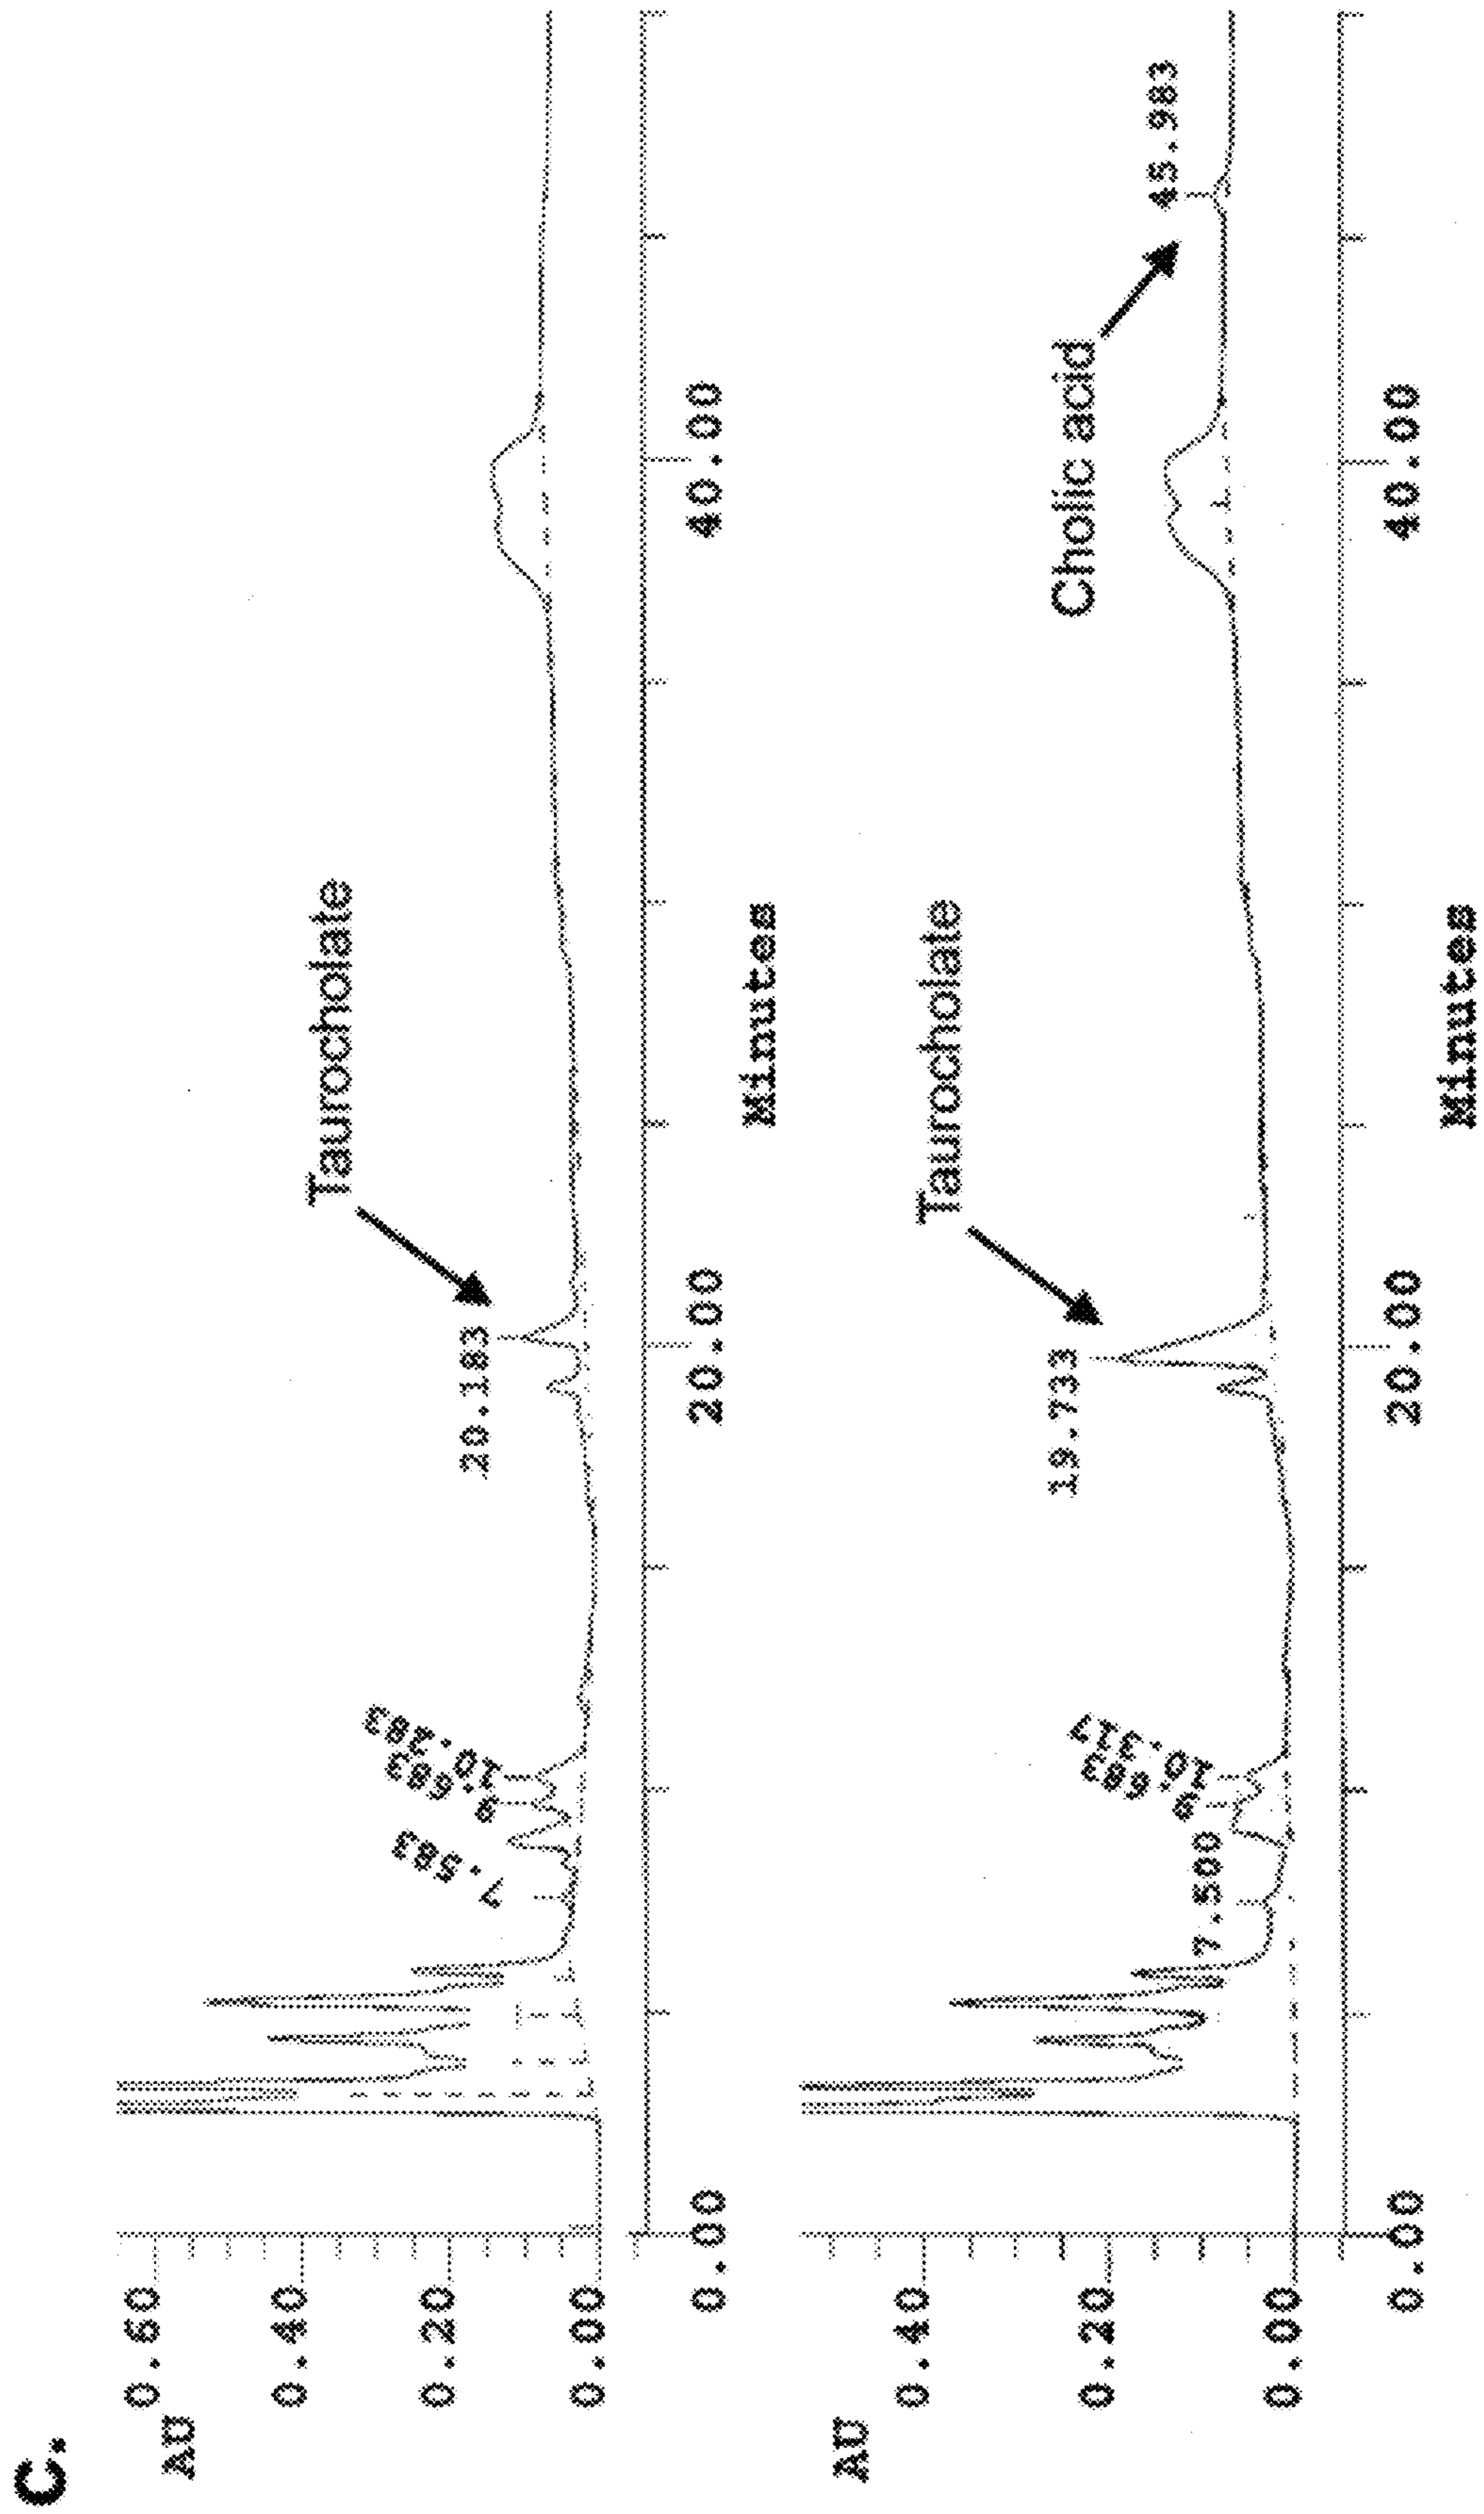 C.
AU
0.60
0.40
0.20
0.00
7.583
9.683
10.283
20.183
Taurocholate
0.00
20.00
40.00
Minutes
AU
0.40
0.20
0.00
7.500
9.683
10.317
19.733
Taurocholate
Cholic acid
45.983
0.00
20.00
40.00
Minutes